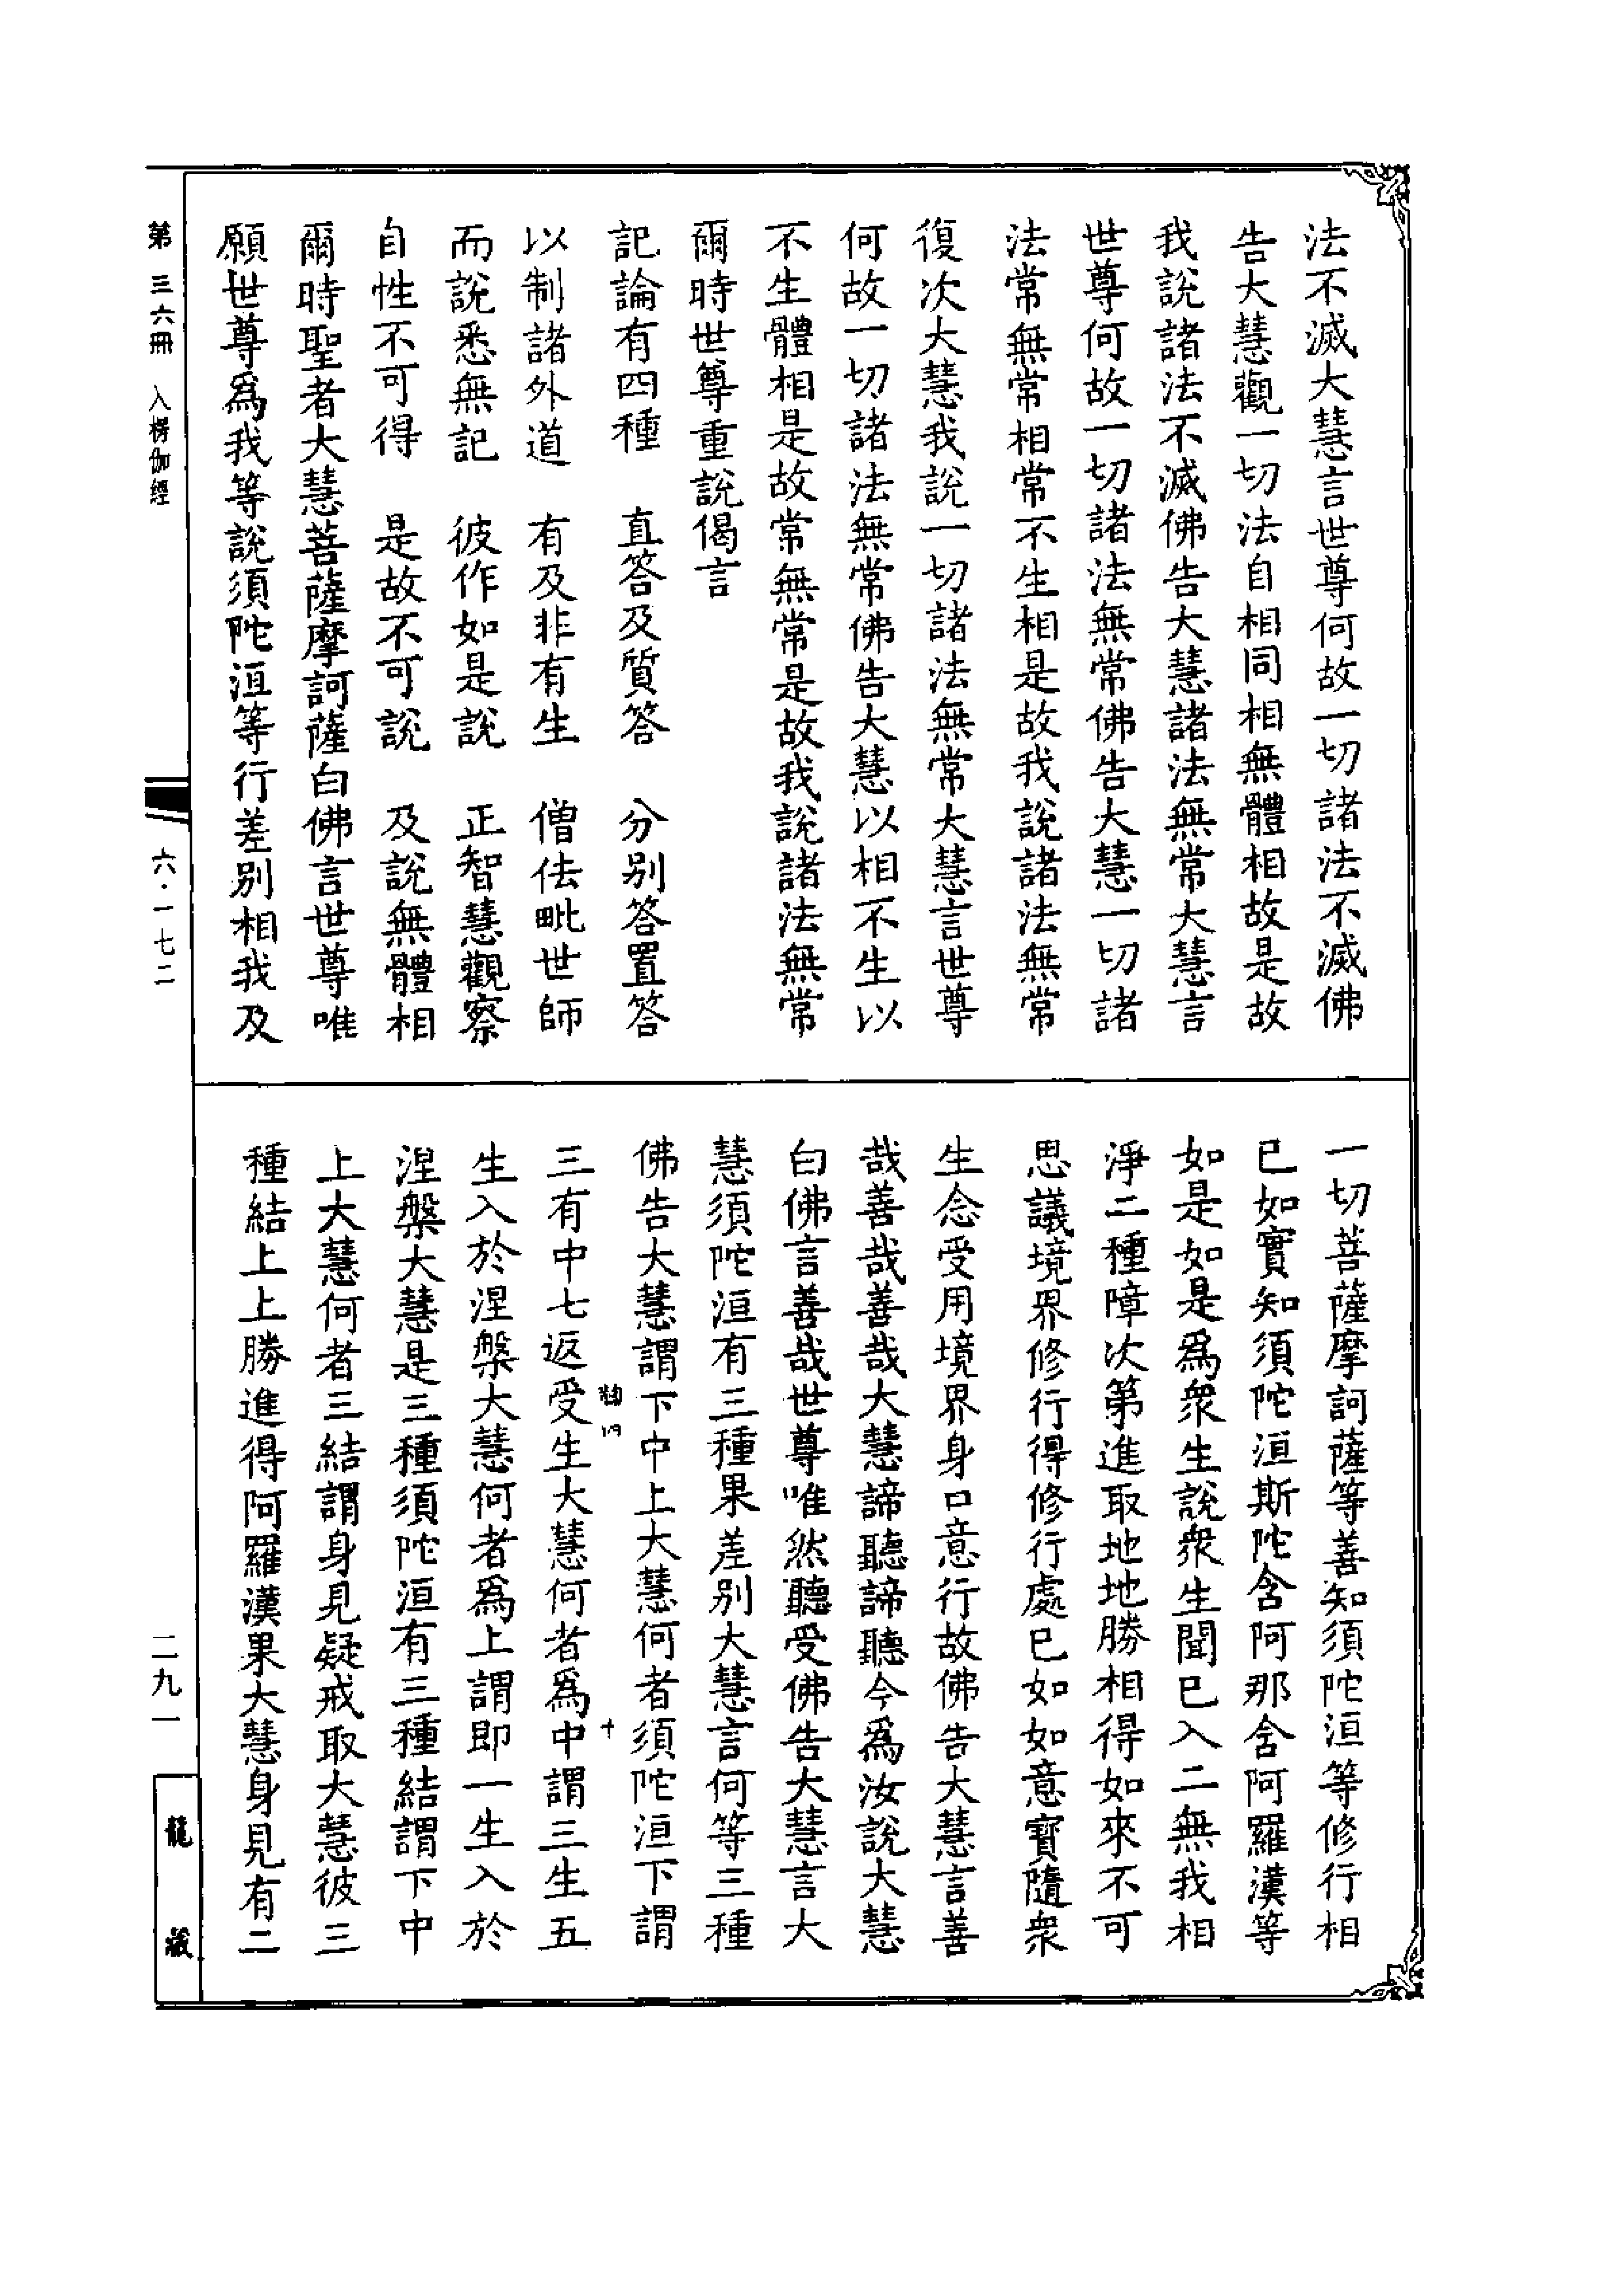 法不滅大慧言世尊何故一切諸法不滅佛
告大慧觀一切法自相同相無體相故是故
我說諸法不滅佛告大慧諸法無常大慧言
世尊何故一切諸法無常佛告大慧一切諸
法常無常相常不生相是故我說諸法無常
復次大慧我說一切諸法無常大慧言世尊
何故一切諸法無常佛告大慧以相不生以
不生體相是故常無常是故我說諸法無常
爾時世尊重說偈言
記論有四種　直答及質答　分別答置答
以制諸外道　有及非有生　僧佉毗世師
而說悉無記　彼作如是說　正智慧觀察
自性不可得　是故不可說　及說無體相
爾時聖者大慧菩薩摩訶薩白佛言世尊唯
願世尊爲我等說須陀洹等行差別相我及
一切菩薩摩訶薩等善知須陀洹等修行相
已如實知須陀洹斯陀含阿那含阿羅漢等
如是如是爲衆生說衆生聞已入二無我相
淨二種障次第進取地地勝相得如來不可
思議境界修行得修行處已如如意寶隨衆
生念受用境界身口意行故佛告大慧言善
哉善哉善哉大慧諦聽諦聽今爲汝說大慧
白佛言善哉世尊唯然聽受佛告大慧言大
慧須陀洹有三種果差別大慧言何等三種
佛告大慧謂下中上大慧何者須陀洹下謂
三有中七返受生大慧何者爲中謂三生五
生入於涅槃大慧何者爲上謂即一生入於
涅槃大慧是三種須陀洹有三種結謂下中
上大慧何者三結謂身見疑戒取大慧彼三
種結上上勝進得阿羅漢果大慧身見有二
十
第三六冊　入楞伽經
六·一七二
二九一
龍藏